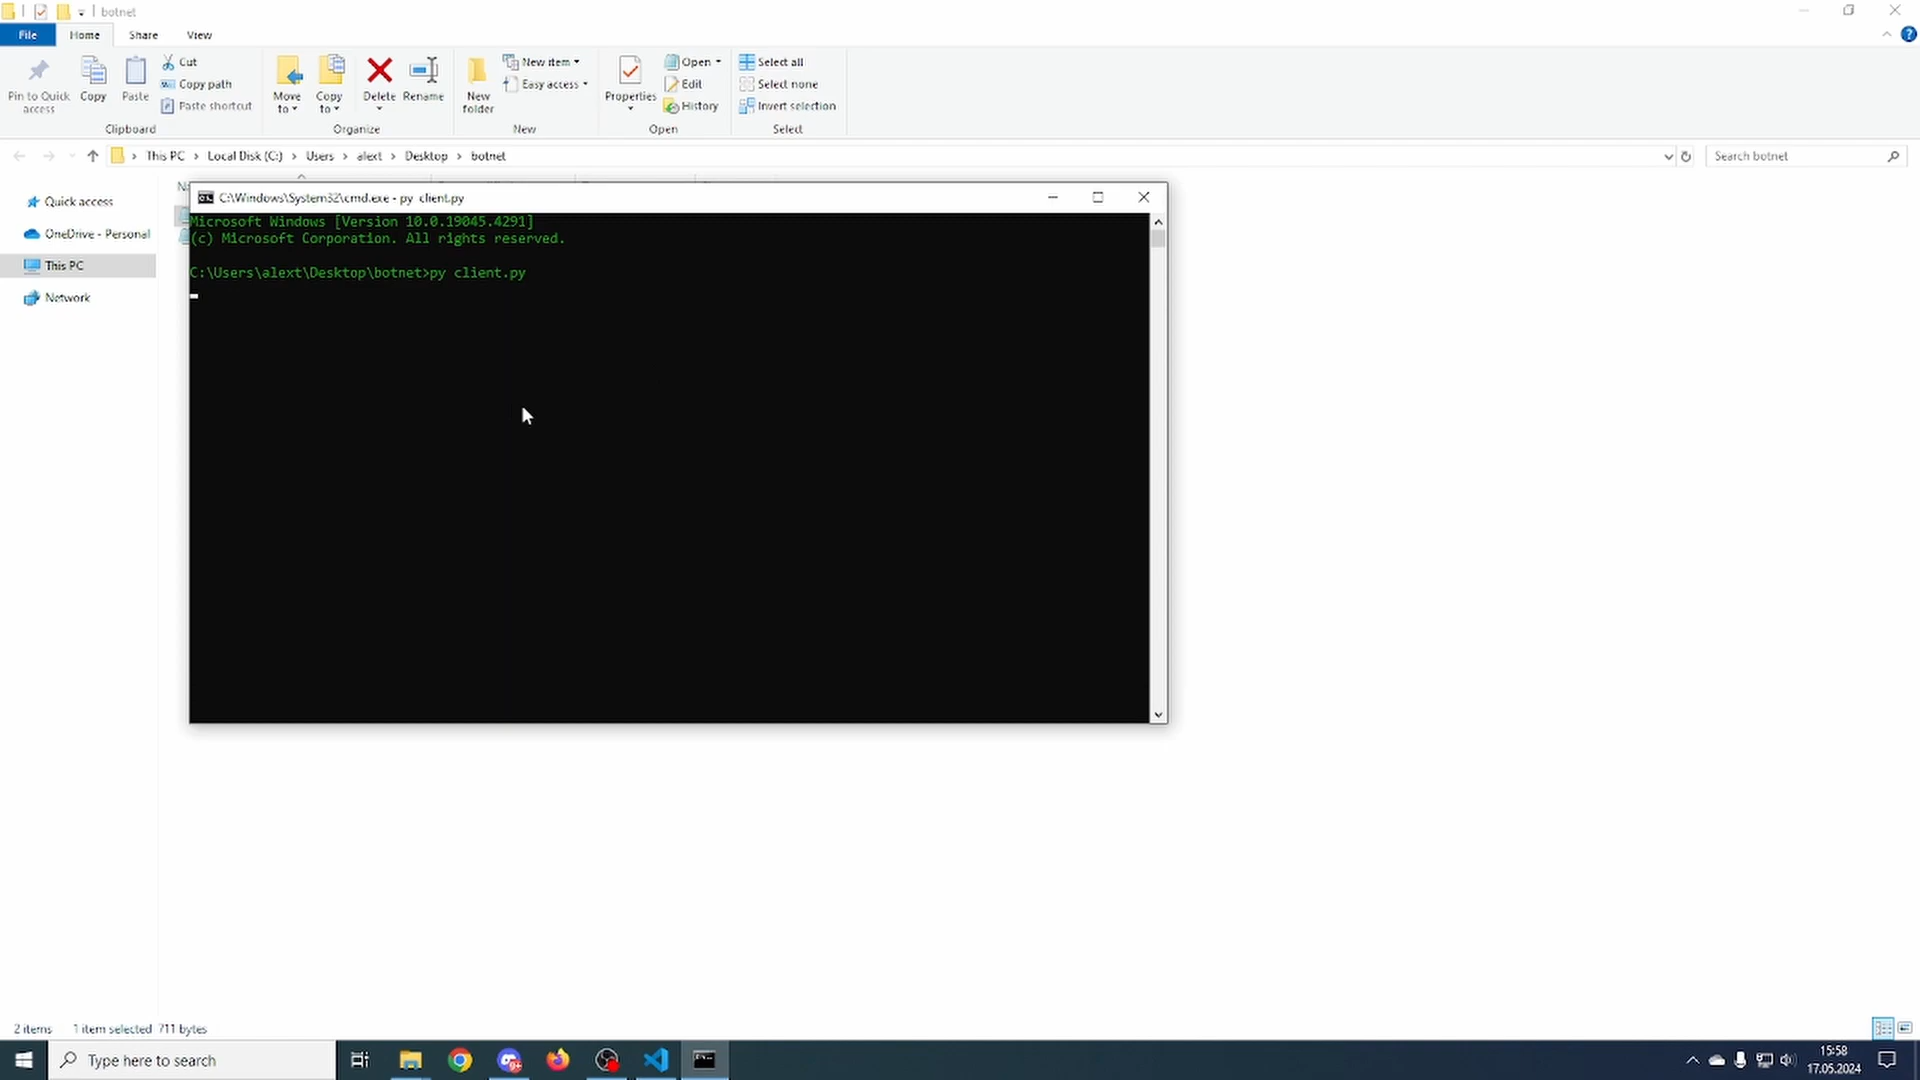 botnet
File Home Share View
Pin to Quick access
Copy
Paste
Cut
Copy path
Paste shortcut
Clipboard
Move to
Copy to
Delete
Rename
Organize
New folder
New item
Easy access
New
Properties
Open
Edit
History
Open
Select all
Select none
Invert selection
Select
This PC > Local Disk (C:) > Users > alext > Desktop > botnet
Search botnet
Quick access
OneDrive - Personal
This PC
Network
C:\Windows\System32\cmd.exe - py client.py
Microsoft Windows [Version 10.0.19045.4291]
(c) Microsoft Corporation. All rights reserved.
C:\Users\alext\Desktop\botnet>py client.py
2 items 1 item selected 711 bytes
Type here to search
15:58
17.05.2024